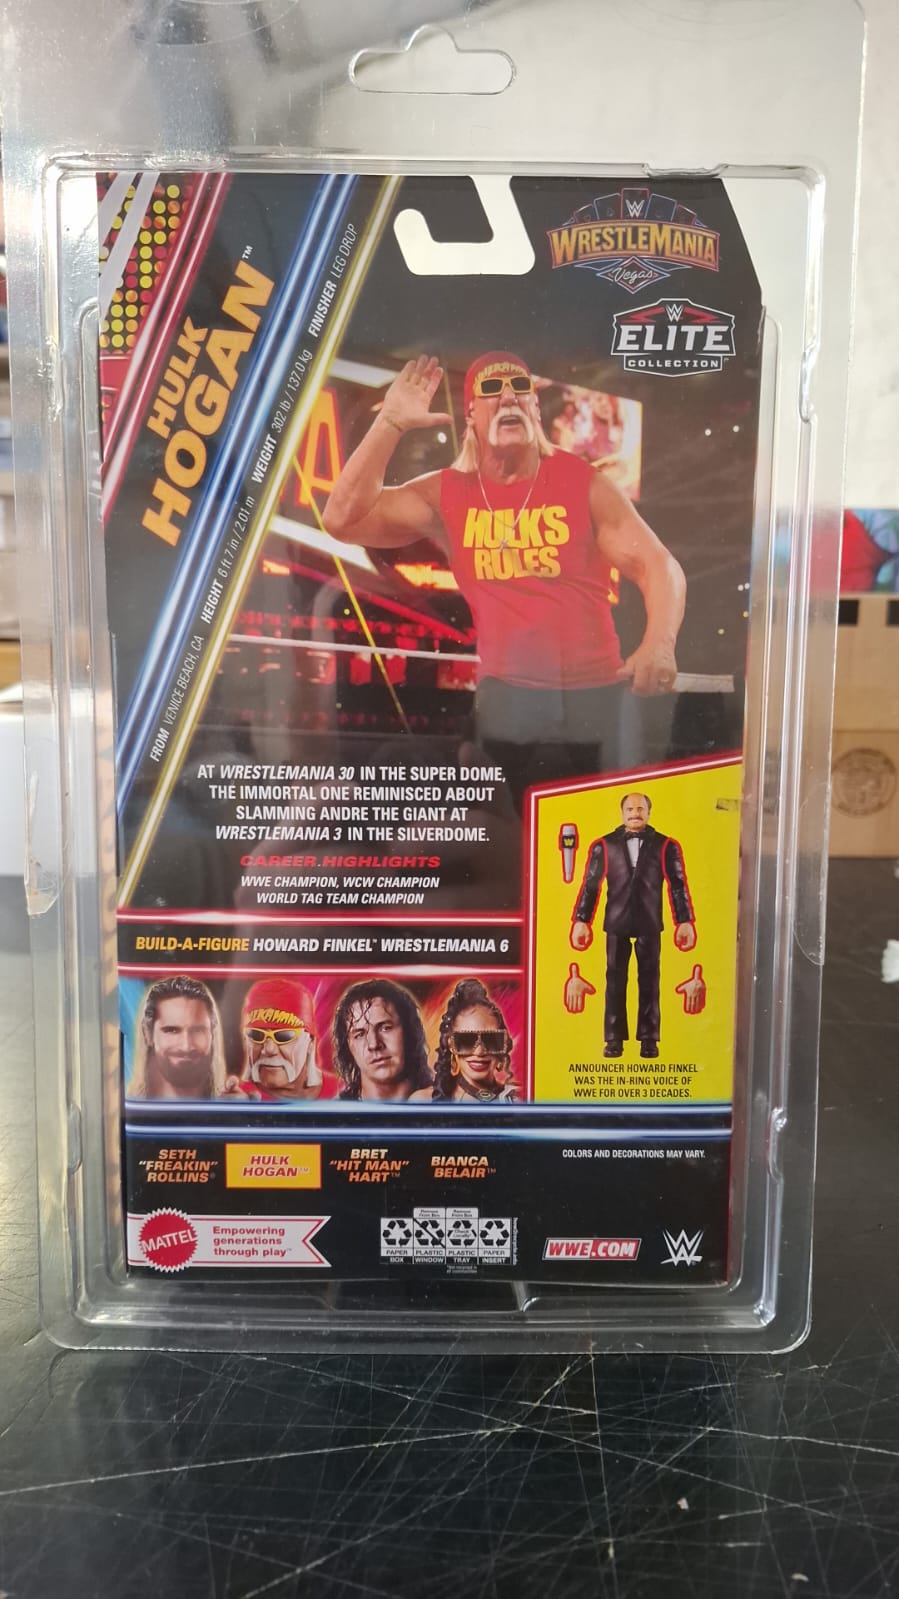 WRESTLEMANIA
Vegas
ELITE
COLLECTION
HULK
HOGAN™
FROM VENICE BEACH, CA HEIGHT 6 ft 7 in / 2.01 m WEIGHT 302 lb / 137.0 kg FINISHER LEG DROP
HULKAMANIA
HULK'S
RULES
AT WRESTLEMANIA 30 IN THE SUPER DOME,
THE IMMORTAL ONE REMINISCED ABOUT
SLAMMING ANDRE THE GIANT AT
WRESTLEMANIA 3 IN THE SILVERDOME.
CAREER HIGHLIGHTS
WWE CHAMPION, WCW CHAMPION
WORLD TAG TEAM CHAMPION
BUILD-A-FIGURE HOWARD FINKEL™ WRESTLEMANIA 6
ANNOUNCER HOWARD FINKEL
WAS THE IN-RING VOICE OF
WWE FOR OVER 3 DECADES.
SETH
"FREAKIN"
ROLLINS®
HULK
HOGAN™
BRET
"HIT MAN"
HART™
BIANCA
BELAIR™
COLORS AND DECORATIONS MAY VARY.
MATTEL
Empowering
generations
through play™
PAPER
BOX
PLASTIC
WINDOW
PLASTIC
TRAY
PAPER
INSERT
WWE.COM